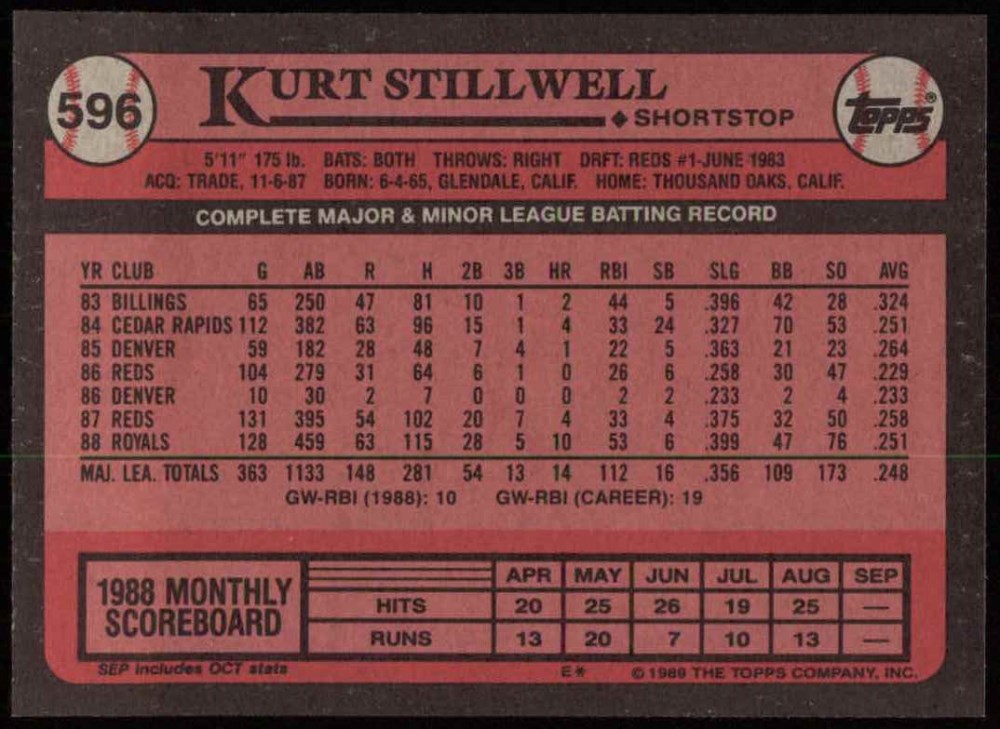 596
KURT STILLWELL
SHORTSTOP
TOPPS®
5'11" 175 lb. BATS: BOTH THROWS: RIGHT DRFT: REDS #1-JUNE 1983
ACQ: TRADE, 11-6-87 BORN: 6-4-65, GLENDALE, CALIF. HOME: THOUSAND OAKS, CALIF.
COMPLETE MAJOR & MINOR LEAGUE BATTING RECORD
YR CLUB G AB R H 2B 3B HR RBI SB SLG BB SO AVG
83 BILLINGS 65 250 47 81 10 1 2 44 5 .396 42 28 .324
84 CEDAR RAPIDS 112 382 63 96 15 1 4 33 24 .327 70 53 .251
85 DENVER 59 182 28 48 7 4 1 22 5 .363 21 23 .264
86 REDS 104 279 31 64 6 1 0 26 6 .258 30 47 .229
86 DENVER 10 30 2 7 0 0 0 2 2 .233 2 4 .233
87 REDS 131 395 54 102 20 7 4 33 4 .375 32 50 .258
88 ROYALS 128 459 63 115 28 5 10 53 6 .399 47 76 .251
MAJ. LEA. TOTALS 363 1133 148 281 54 13 14 112 16 .356 109 173 .248
GW-RBI (1988): 10 GW-RBI (CAREER): 19
1988 MONTHLY
SCOREBOARD
APR MAY JUN JUL AUG SEP
HITS 20 25 26 19 25 —
RUNS 13 20 7 10 13 —
SEP includes OCT stats E* © 1989 THE TOPPS COMPANY, INC.